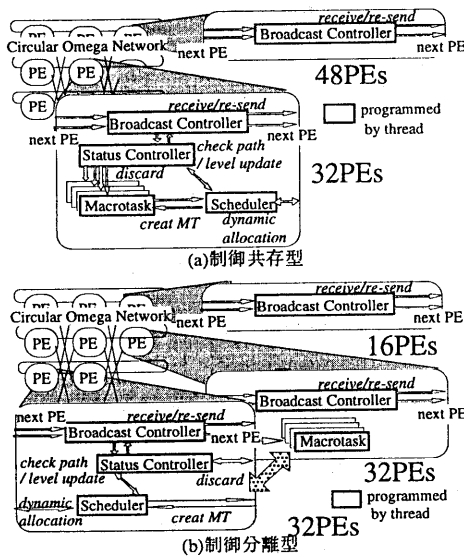 receive/re-send
Circular Omega Network
next PE
Broadcast Controller
next PE
PE
PE
PE
PE
48PEs
receive/re-send
next PE
Broadcast Controller
next PE
programmed
by thread
Status Controller
check path
/ level update
discard
32PEs
Macrotask
Scheduler
creat MT
dynamic
allocation
(a)制御共存型
PE
PE
PE
receive/re-send
Circular Omega Network
next PE
Broadcast Controller
next PE
PE
PE
PE
16PEs
PE
PE
PE
receive/re-send
Broadcast Controller
next PE
next PE
receive/re-send
Broadcast Controller
next PE
Macrotask
check path
/ level update
Status Controller
discard
32PEs
dynamic
allocation
Scheduler
creat MT
32PEs
programmed
by thread
(b)制御分離型